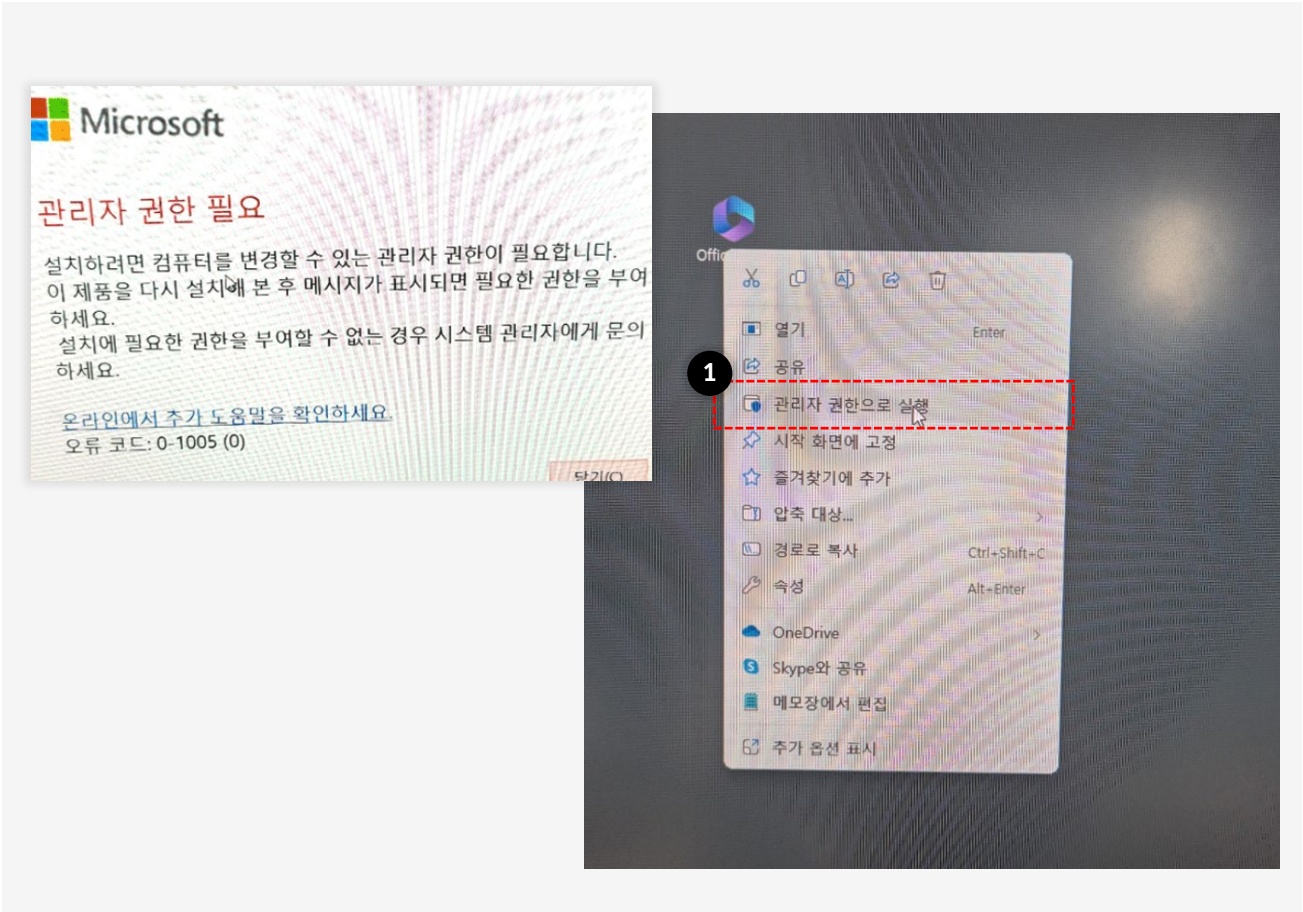 Microsoft
관리자 권한 필요
설치하려면 컴퓨터를 변경할 수 있는 관리자 권한이 필요합니다.
이 제품을 다시 설치해 본 후 메시지가 표시되면 필요한 권한을 부여
하세요.
설치에 필요한 권한을 부여할 수 없는 경우 시스템 관리자에게 문의
하세요.
온라인에서 추가 도움말을 확인하세요.
오류 코드: 0-1005 (0)
닫기(C)
1
열기 Enter
공유
관리자 권한으로 실행
시작 화면에 고정
즐겨찾기에 추가
압축 대상...
경로로 복사 Ctrl+Shift+C
속성 Alt+Enter
OneDrive
Skype와 공유
메모장에서 편집
추가 옵션 표시